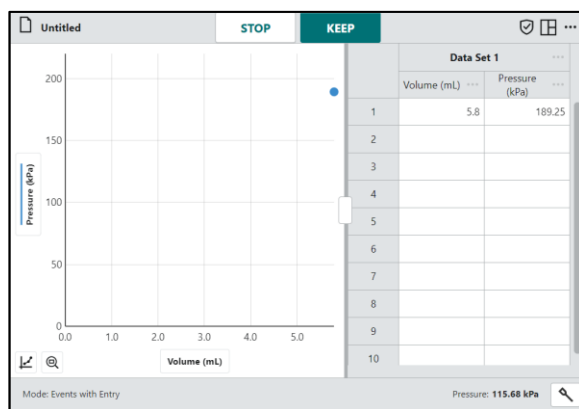 Untitled
STOP
KEEP
Data Set 1
Volume (mL)
Pressure
(kPa)
1 5.8 189.25
2
3
4
5
6
7
8
9
10
Pressure (kPa)
200
150
100
50
0
0.0 1.0 2.0 3.0 4.0 5.0
Volume (mL)
Mode: Events with Entry
Pressure: 115.68 kPa